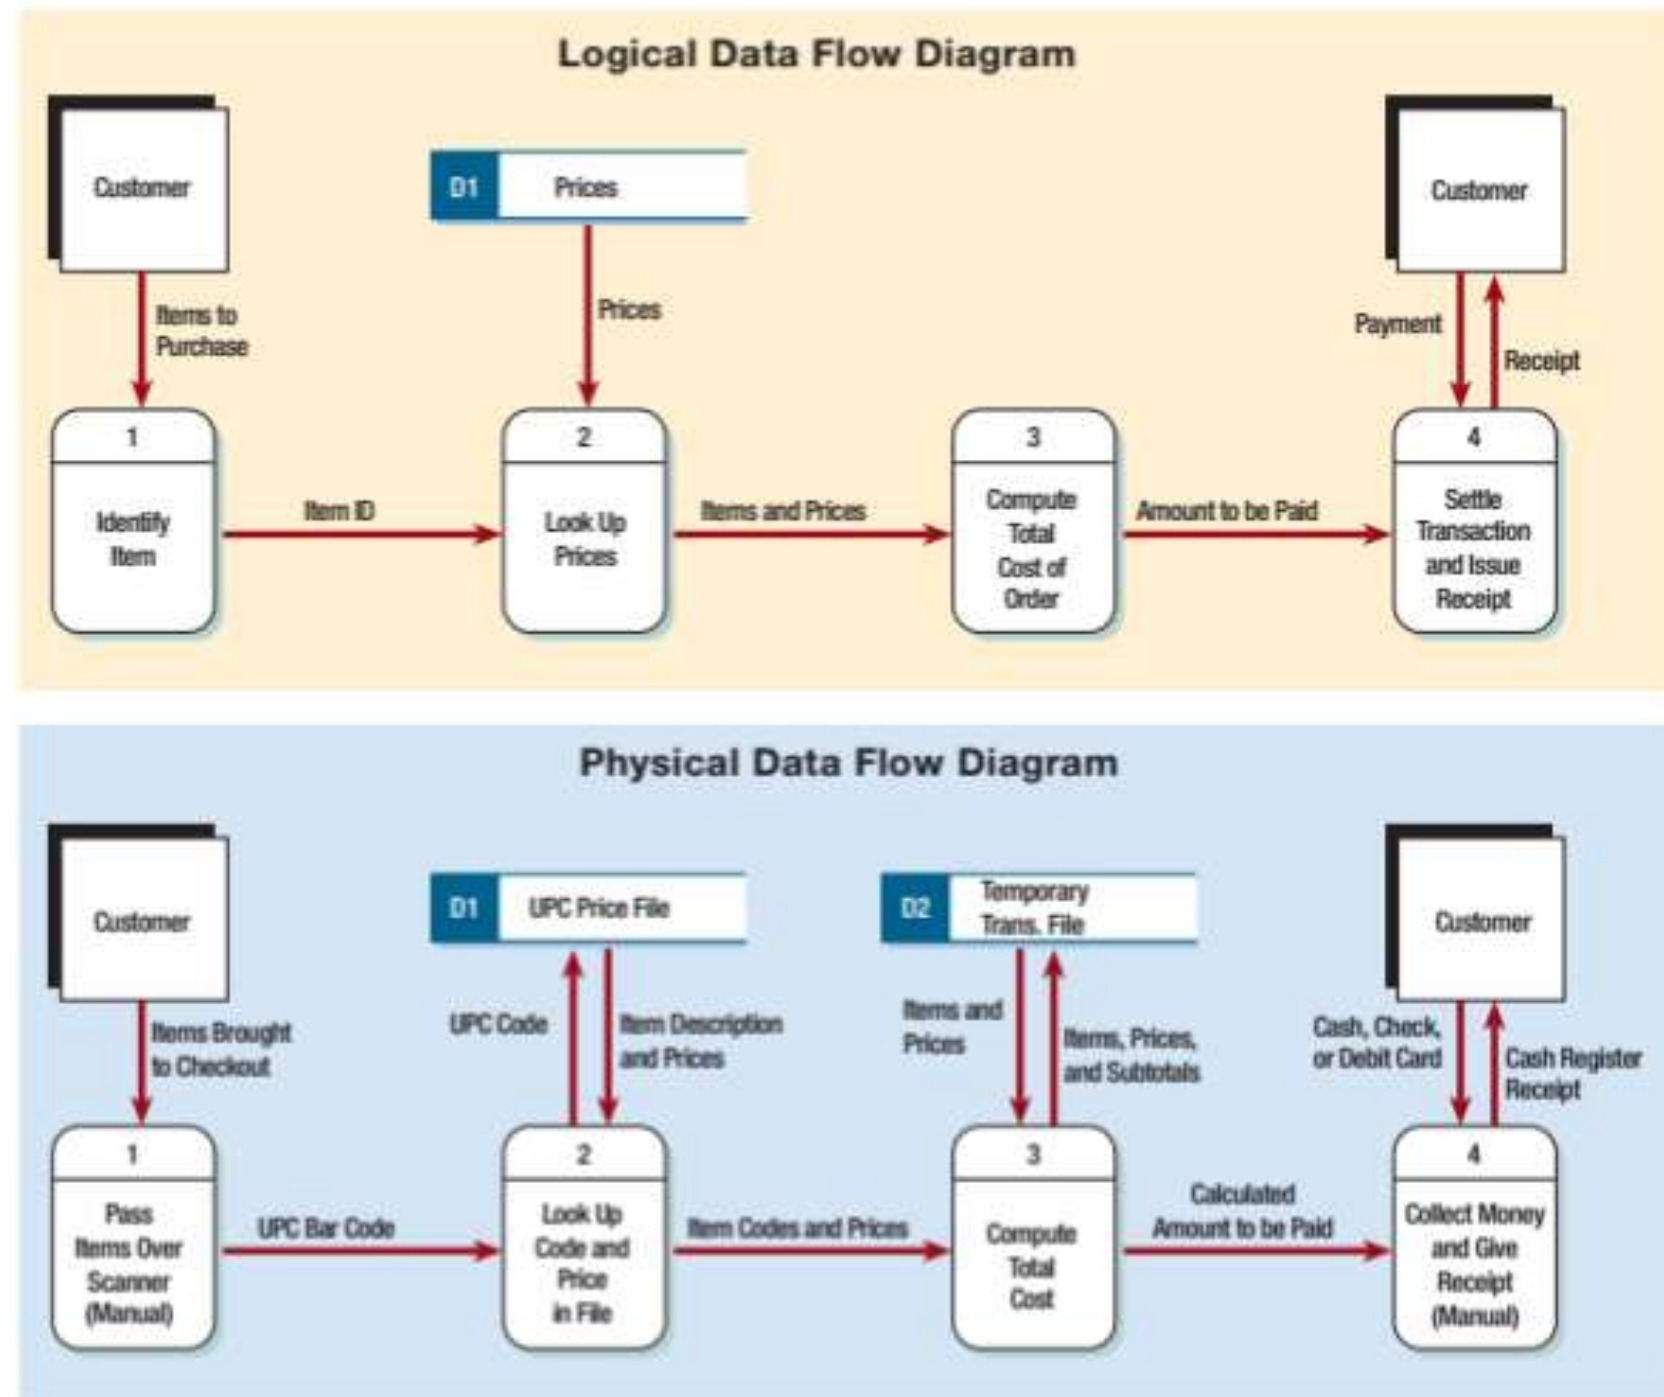 Logical Data Flow Diagram
Customer
D1
Prices
Customer
Items to
Purchase
Prices
Payment
Receipt
1
Identify
Item
Item ID
2
Look Up
Prices
Items and Prices
3
Compute
Total
Cost of
Order
Amount to be Paid
4
Settle
Transaction
and Issue
Receipt
Physical Data Flow Diagram
Customer
D1
UPC Price File
D2
Temporary
Trans. File
Customer
Items Brought
to Checkout
UPC Code
Item Description
and Prices
Items and
Prices
Items, Prices,
and Subtotals
Cash, Check,
or Debit Card
Cash Register
Receipt
1
Pass
Items Over
Scanner
(Manual)
UPC Bar Code
2
Look Up
Code and
Price
in File
Item Codes and Prices
3
Compute
Total
Cost
Calculated
Amount to be Paid
4
Collect Money
and Give
Receipt
(Manual)